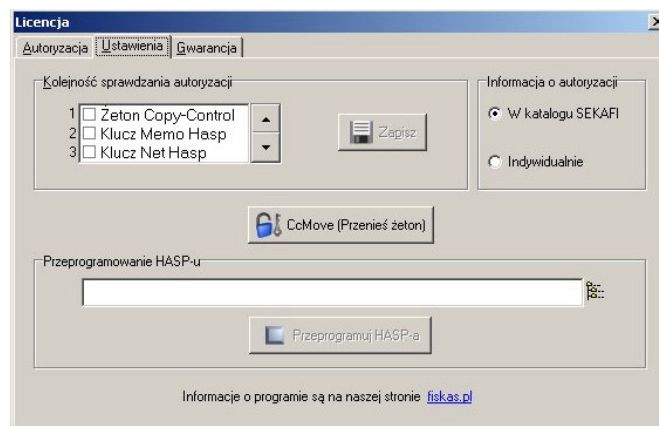 Licencja
Autoryzacja Ustawienia Gwarancja
Kolejność sprawdzania autoryzacji
1 Żeton Copy-Control
2 Klucz Memo Hasp
3 Klucz Net Hasp
Zapisz
Informacja o autoryzacji
W katalogu SEKAFI
Indywidualnie
CcMove (Przenieś żeton)
Przeprogramowanie HASP-u
Przeprogramuj HASP-a
Informacje o programie są na naszej stronie fiskas.pl